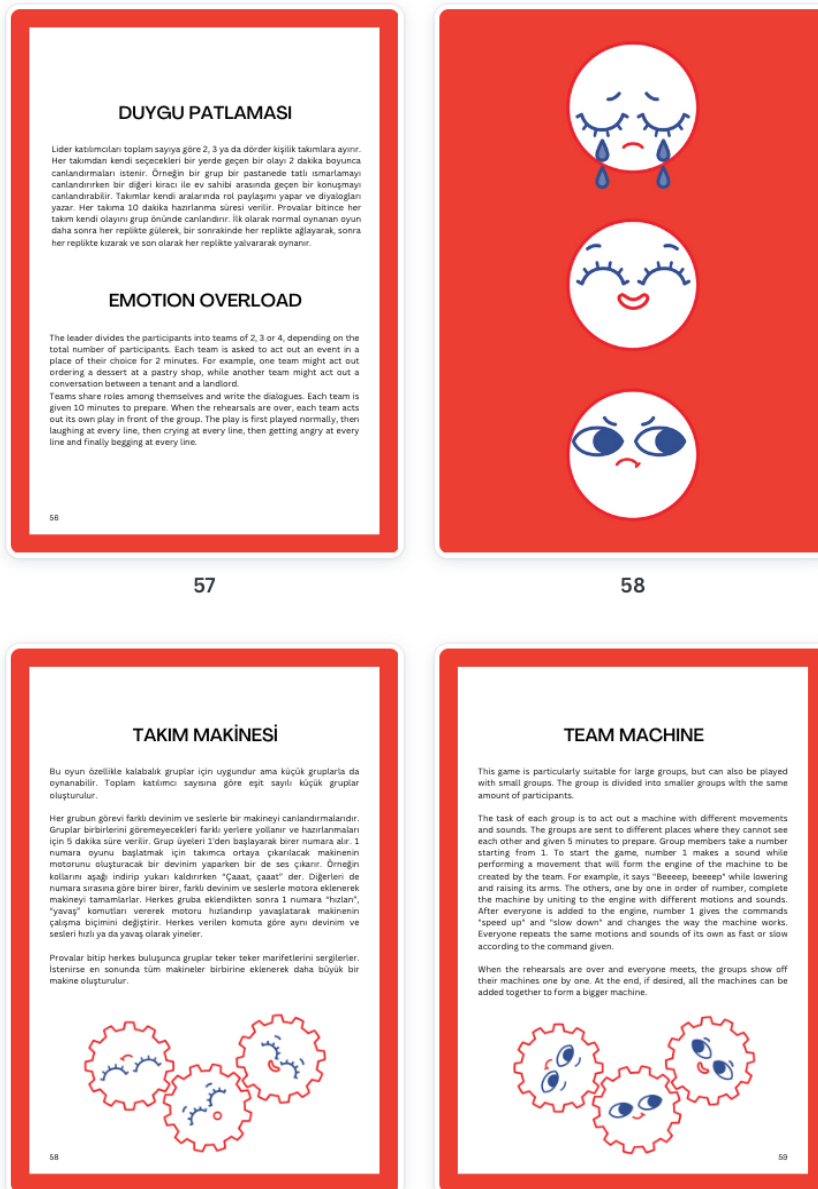 DUYGU PATLAMASI
Lider katılımcıları toplam sayıya göre 2, 3 ya da dörder kişilik takımlara ayırır.
Her takımdan kendi seçecekleri bir yerde geçen bir olayı 2 dakika boyunca
canlandırmaları istenir. Örneğin bir grup bir pastanede tatlı ısmarlamayı
canlandırırken bir diğeri kiracı ile ev sahibi arasında geçen bir konuşmayı
canlandırabilir. Takımlar kendi aralarında rol paylaşımı yapar ve diyalogları
yazar. Her takıma 10 dakika hazırlanma süresi verilir. Provalar bitince her
takım kendi olayını grup önünde canlandırır. İlk olarak normal oynanan oyun
daha sonra her replikte gülerek, bir sonrakinde her replikte ağlayarak, sonra
her replikte kızarak ve son olarak her replikte yalvararak oynanır.
EMOTION OVERLOAD
The leader divides the participants into teams of 2, 3 or 4, depending on the
total number of participants. Each team is asked to act out an event in a
place of their choice for 2 minutes. For example, one team might act out
ordering a dessert at a pastry shop, while another team might act out a
conversation between a tenant and a landlord.
Teams share roles among themselves and write the dialogues. Each team is
given 10 minutes to prepare. When the rehearsals are over, each team acts
out its own play in front of the group. The play is first played normally, then
laughing at every line, then crying at every line, then getting angry at every
line and finally begging at every line.
56
57
58
TAKIM MAKİNESİ
Bu oyun özellikle kalabalık gruplar için uygundur ama küçük gruplarla da
oynanabilir. Toplam katılımcı sayısına göre eşit sayılı küçük gruplar
oluşturulur.
Her grubun görevi farklı devinim ve seslerle bir makineyi canlandırmalandır.
Gruplar birbirlerini göremeyecekleri farklı yerlere yollanır ve hazırlanmaları
için 5 dakika süre verilir. Grup üyeleri 1'den başlayarak birer numara alır. 1
numara oyunu başlatmak için takımca ortaya çıkarılacak makinenin
motorunu oluşturacak bir devinim yaparken bir de ses çıkarır. Örneğin
kollarını aşağı indirip yukarı kaldırırken “Çaaat, çaaat” der. Diğerleri de
numara sırasına göre birer birer, farklı devinim ve seslerle motora eklenerek
makineyi tamamlarlar. Herkes gruba eklendikten sonra 1 numara “hızlan”,
“yavaş” komutları vererek motoru hızlandırıp yavaşlatarak makinenin
çalışma biçimini değiştirir. Herkes verilen komuta göre aynı devinim ve
sesleri hızlı ya da yavaş olarak yineler.
Provalar bitip herkes buluşunca gruplar teker teker marifetlerini sergilerler.
İstenirse en sonunda tüm makineler birbirine eklenerek daha büyük bir
makine oluşturulur.
58
TEAM MACHINE
This game is particularly suitable for large groups, but can also be played
with small groups. The group is divided into smaller groups with the same
amount of participants.
The task of each group is to act out a machine with different movements
and sounds. The groups are sent to different places where they cannot see
each other and given 5 minutes to prepare. Group members take a number
starting from 1. To start the game, number 1 makes a sound while
performing a movement that will form the engine of the machine to be
created by the team. For example, it says "Beeeep, beeeep" while lowering
and raising its arms. The others, one by one in order of number, complete
the machine by uniting to the engine with different motions and sounds.
After everyone is added to the engine, number 1 gives the commands
"speed up" and "slow down" and changes the way the machine works.
Everyone repeats the same motions and sounds of its own as fast or slow
according to the command given.
When the rehearsals are over and everyone meets, the groups show off
their machines one by one. At the end, if desired, all the machines can be
added together to form a bigger machine.
59